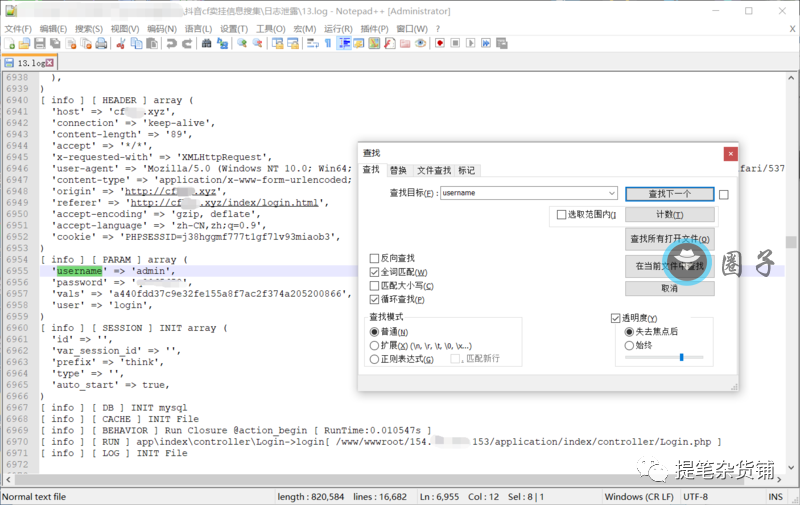 \抖音cf卖挂信息搜集\日志泄露\13.log - Notepad++ [Administrator]
文件(F) 编辑(E) 搜索(S) 视图(V) 编码(N) 语言(L) 设置(T) 工具(O) 宏(M) 运行(R) 插件(P) 窗口(W) ? X
13.log
6938 ),
6939 )
6940 [ info ] [ HEADER ] array (
6941 'host' => 'cf .xyz',
6942 'connection' => 'keep-alive',
6943 'content-length' => '89',
6944 'accept' => '*/*',
6945 'x-requested-with' => 'XMLHttpRequest',
6946 'user-agent' => 'Mozilla/5.0 (Windows NT 10.0; Win64; fari/537
6947 'content-type' => 'application/x-www-form-urlencoded;
6948 'origin' => 'http://cf .xyz',
6949 'referer' => 'http://cf .xyz/index/login.html',
6950 'accept-encoding' => 'gzip, deflate',
6951 'accept-language' => 'zh-CN,zh;q=0.9',
6952 'cookie' => 'PHPSESSID=j38hggmf777t1gf7lv93miaob3',
6953 )
6954 [ info ] [ PARAM ] array (
6955 'username' => 'admin',
6956 'password' => ',
6957 'vals' => 'a440fdd37c9e32fe155a8f7ac2f374a205200866',
6958 'user' => 'login',
6959 )
6960 [ info ] [ SESSION ] INIT array (
6961 'id' => '',
6962 'var_session_id' => '',
6963 'prefix' => 'think',
6964 'type' => '',
6965 'auto_start' => true,
6966 )
6967 [ info ] [ DB ] INIT mysql
6968 [ info ] [ CACHE ] INIT File
6969 [ info ] [ BEHAVIOR ] Run Closure @action_begin [ RunTime:0.010547s ]
6970 [ info ] [ RUN ] app\index\controller\Login->login[ /www/wwwroot/154. 153/application/index/controller/Login.php ]
6971 [ info ] [ LOG ] INIT File
6972
查找
查找 替换 文件查找 标记
查找目标(F): username 查找下一个
选取范围内(I 计数(T)
查找所有打开文件(O)
反向查找 在当前文件中查找
全词匹配(W)
匹配大小写(C) 取消
循环查找(P)
查找模式 透明度(Y)
普通(N) 失去焦点后
扩展(X) (\n, \r, \t, \0, \x...) 始终
正则表达式(G) . 匹配新行
圈子
提笔杂货铺
Normal text file length : 820,584 lines : 16,682 Ln : 6,955 Col : 12 Sel : 8 | 1 Windows (CR LF) UTF-8 INS